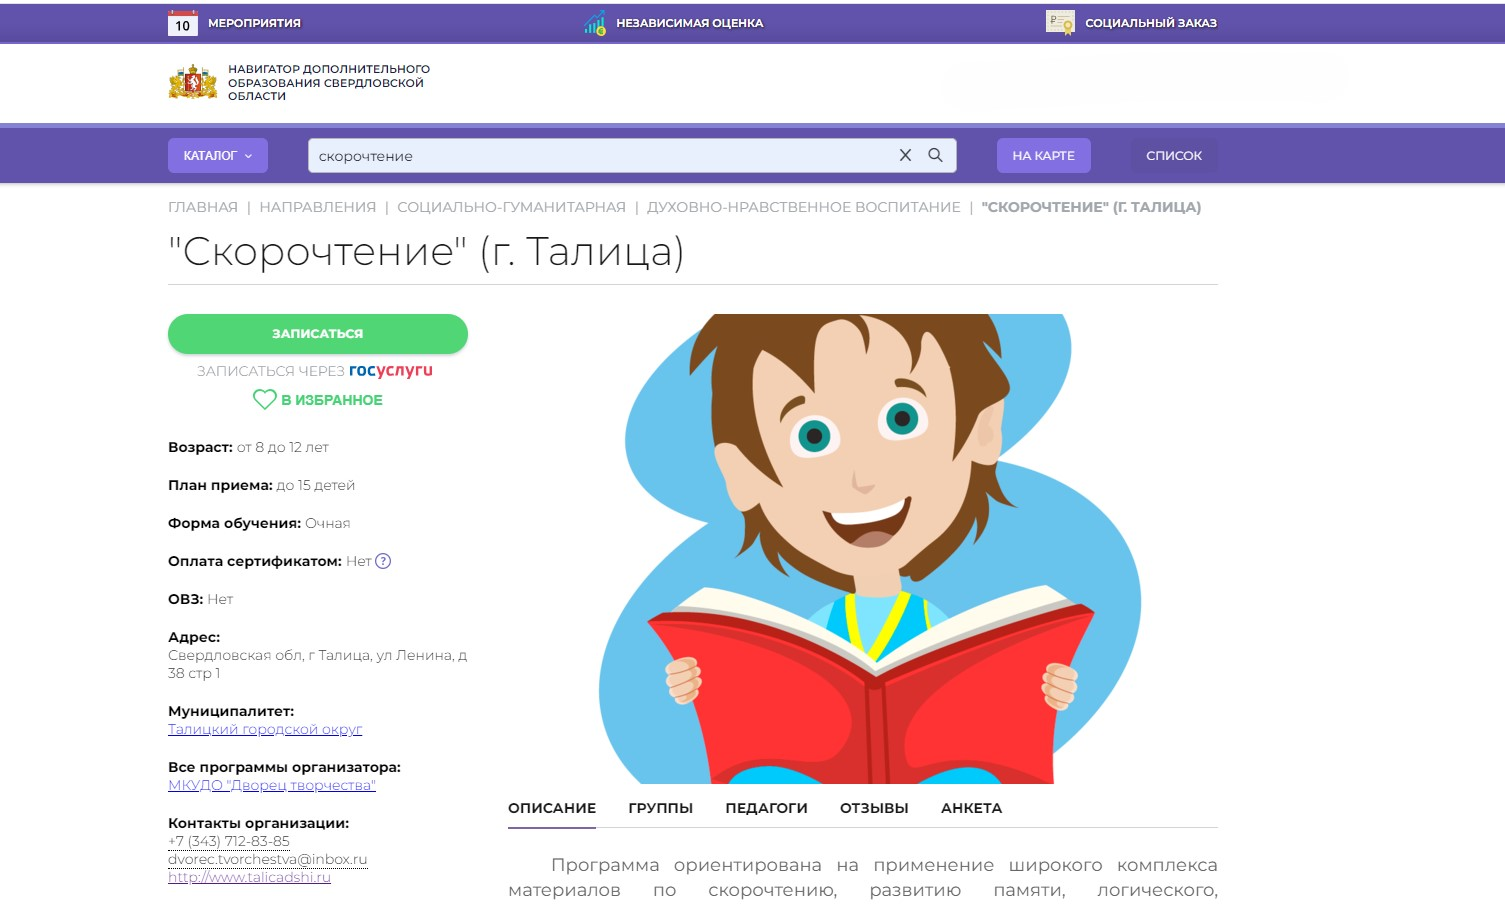 10 МЕРОПРИЯТИЯ НЕЗАВИСИМАЯ ОЦЕНКА СОЦИАЛЬНЫЙ ЗАКАЗ
НАВИГАТОР ДОПОЛНИТЕЛЬНОГО
ОБРАЗОВАНИЯ СВЕРДЛОВСКОЙ
ОБЛАСТИ
КАТАЛОГ скорочтение НА КАРТЕ СПИСОК
ГЛАВНАЯ | НАПРАВЛЕНИЯ | СОЦИАЛЬНО-ГУМАНИТАРНАЯ | ДУХОВНО-НРАВСТВЕННОЕ ВОСПИТАНИЕ | "СКОРОЧТЕНИЕ" (Г. ТАЛИЦА)
"Скорочтение" (г. Талица)
ЗАПИСАТЬСЯ
ЗАПИСАТЬСЯ ЧЕРЕЗ госуслуги
В ИЗБРАННОЕ
Возраст: от 8 до 12 лет
План приема: до 15 детей
Форма обучения: Очная
Оплата сертификатом: Нет ?
ОВЗ: Нет
Адрес:
Свердловская обл, г Талица, ул Ленина, д
38 стр 1
Муниципалитет:
Талицкий городской округ
Все программы организатора:
МКУДО "Дворец творчества"
Контакты организации:
+7 (343) 712-83-85
dvorec.tvorchestva@inbox.ru
http://www.talicadshi.ru
ОПИСАНИЕ ГРУППЫ ПЕДАГОГИ ОТЗЫВЫ АНКЕТА
Программа ориентирована на применение широкого комплекса
материалов по скорочтению, развитию памяти, логического,